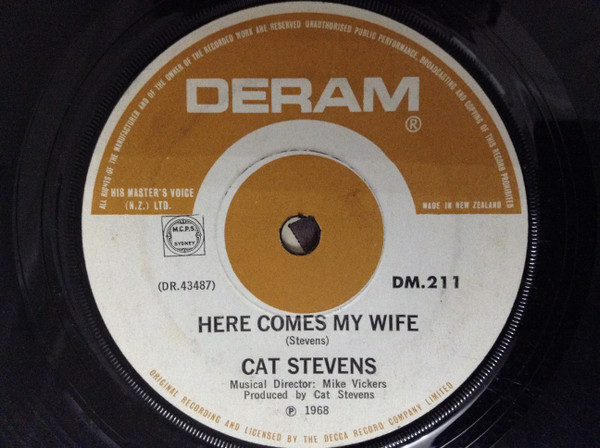 ALL RIGHTS OF THE MANUFACTURER AND OF THE OWNER OF THE RECORDED WORK ARE RESERVED UNAUTHORISED PUBLIC PERFORMANCE, BROADCASTING AND COPYING OF THIS RECORD PROHIBITED
DERAM
®
HIS MASTER'S VOICE
(N.Z.) LTD.
MADE IN NEW ZEALAND
M.C.P.S.
SYDNEY
(DR.43487)
DM.211
HERE COMES MY WIFE
(Stevens)
CAT STEVENS
Musical Director: Mike Vickers
Produced by Cat Stevens
℗ 1968
ORIGINAL RECORDING AND LICENSED BY THE DECCA RECORD COMPANY LIMITED